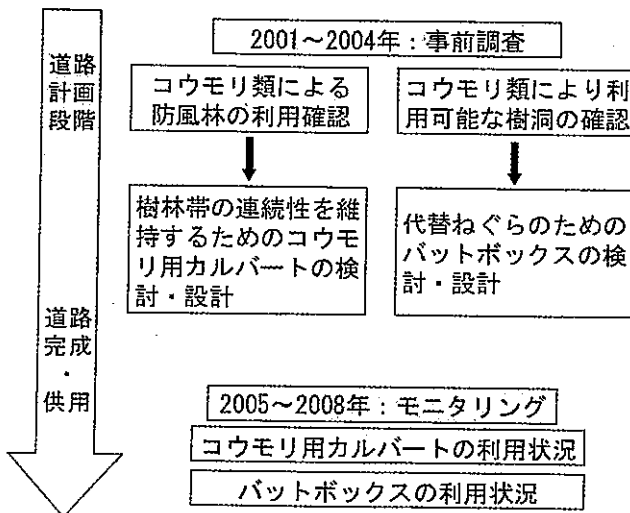 道路
計画
段階
2001～2004年：事前調査
コウモリ類による
防風林の利用確認
コウモリ類により利
用可能な樹洞の確認
樹林帯の連続性を維
持するためのコウモ
リ用カルバートの検
討・設計
代替ねぐらのための
バットボックスの検
討・設計
道路
完成
・
供用
2005～2008年：モニタリング
コウモリ用カルバートの利用状況
バットボックスの利用状況